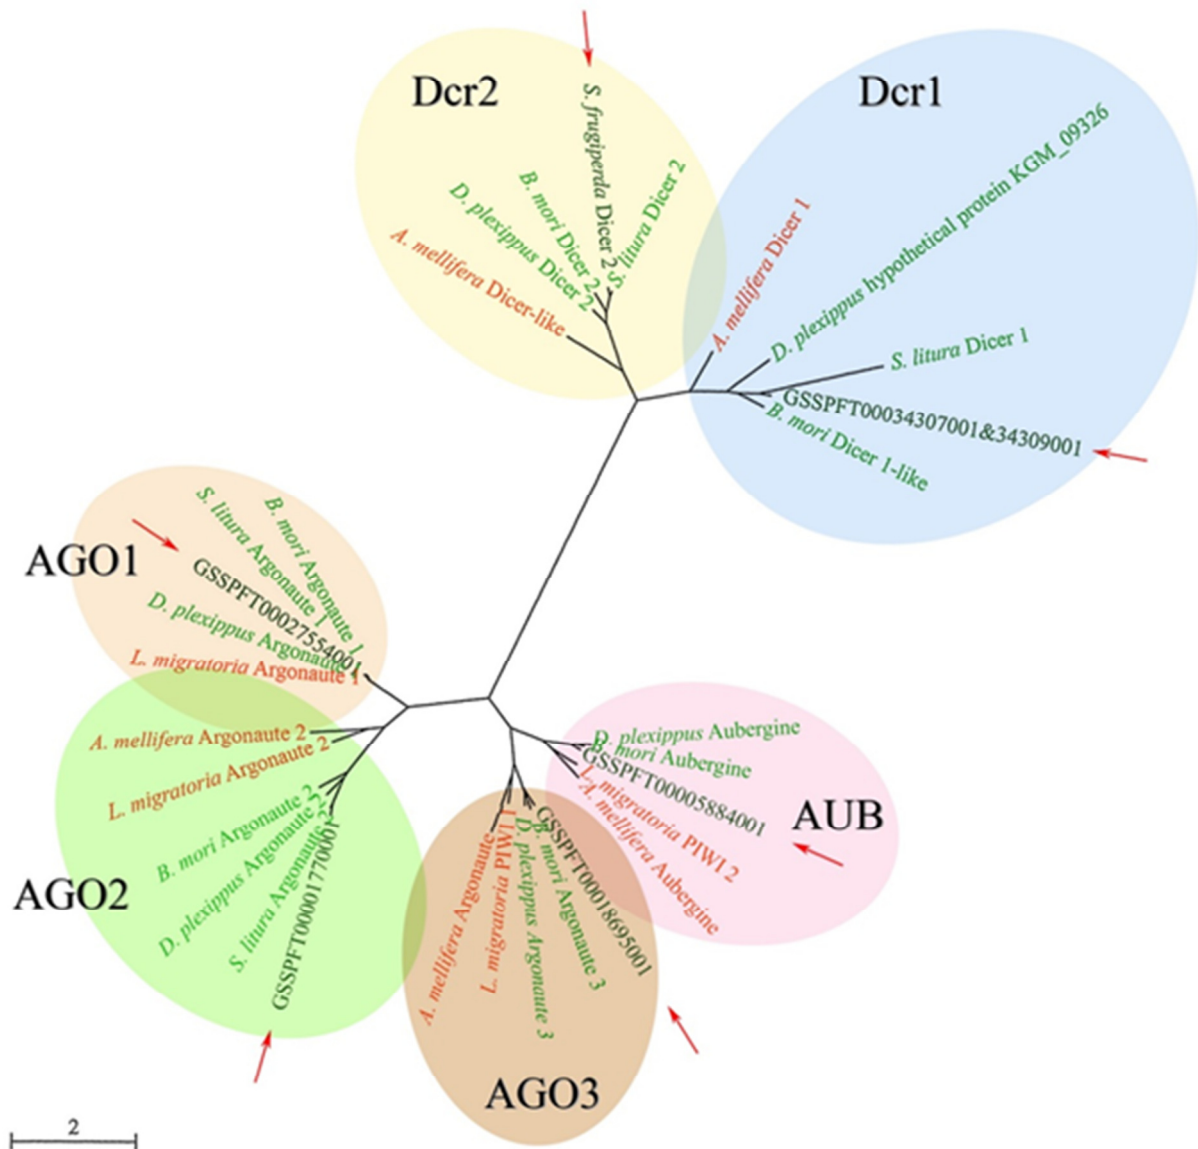 Dcr2
Dcr1
S. frugiperda Dicer 2
S. litura Dicer 2
B. mori Dicer 2
D. plexippus Dicer 2
A. mellifera Dicer-like
A. mellifera Dicer 1
D. plexippus hypothetical protein KGM_09326
S. litura Dicer 1
GSSPFT00034307001&34309001
B. mori Dicer 1-like
AGO1
B. mori Argonaute 1
S. litura Argonaute 1
GSSPFT00027554001
D. plexippus Argonaute 1
L. migratoria Argonaute 1
AGO2
A. mellifera Argonaute 2
L. migratoria Argonaute 2
B. mori Argonaute 2
D. plexippus Argonaute 2
S. litura Argonaute 2
GSSPFT00001770001
AUB
D. plexippus Aubergine
B. mori Aubergine
GSSPFT00005884001
L. migratoria PIWI 2
A. mellifera Aubergine
AGO3
A. mellifera Argonaute
L. migratoria PIWI 1
D. plexippus Argonaute 3
B. mori Argonaute 3
GSSPFT00018695001
2